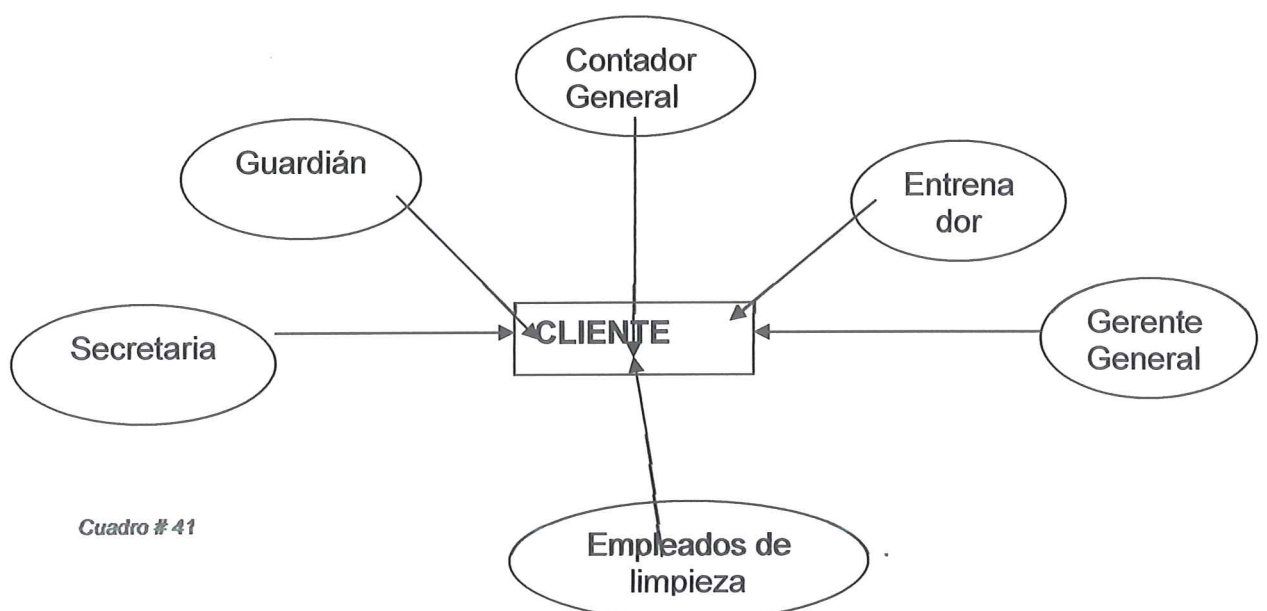 Contador
General
Guardián
Entrena
dor
Secretaria
CLIENTE
Gerente
General
Cuadro # 41
Empleados de
limpieza